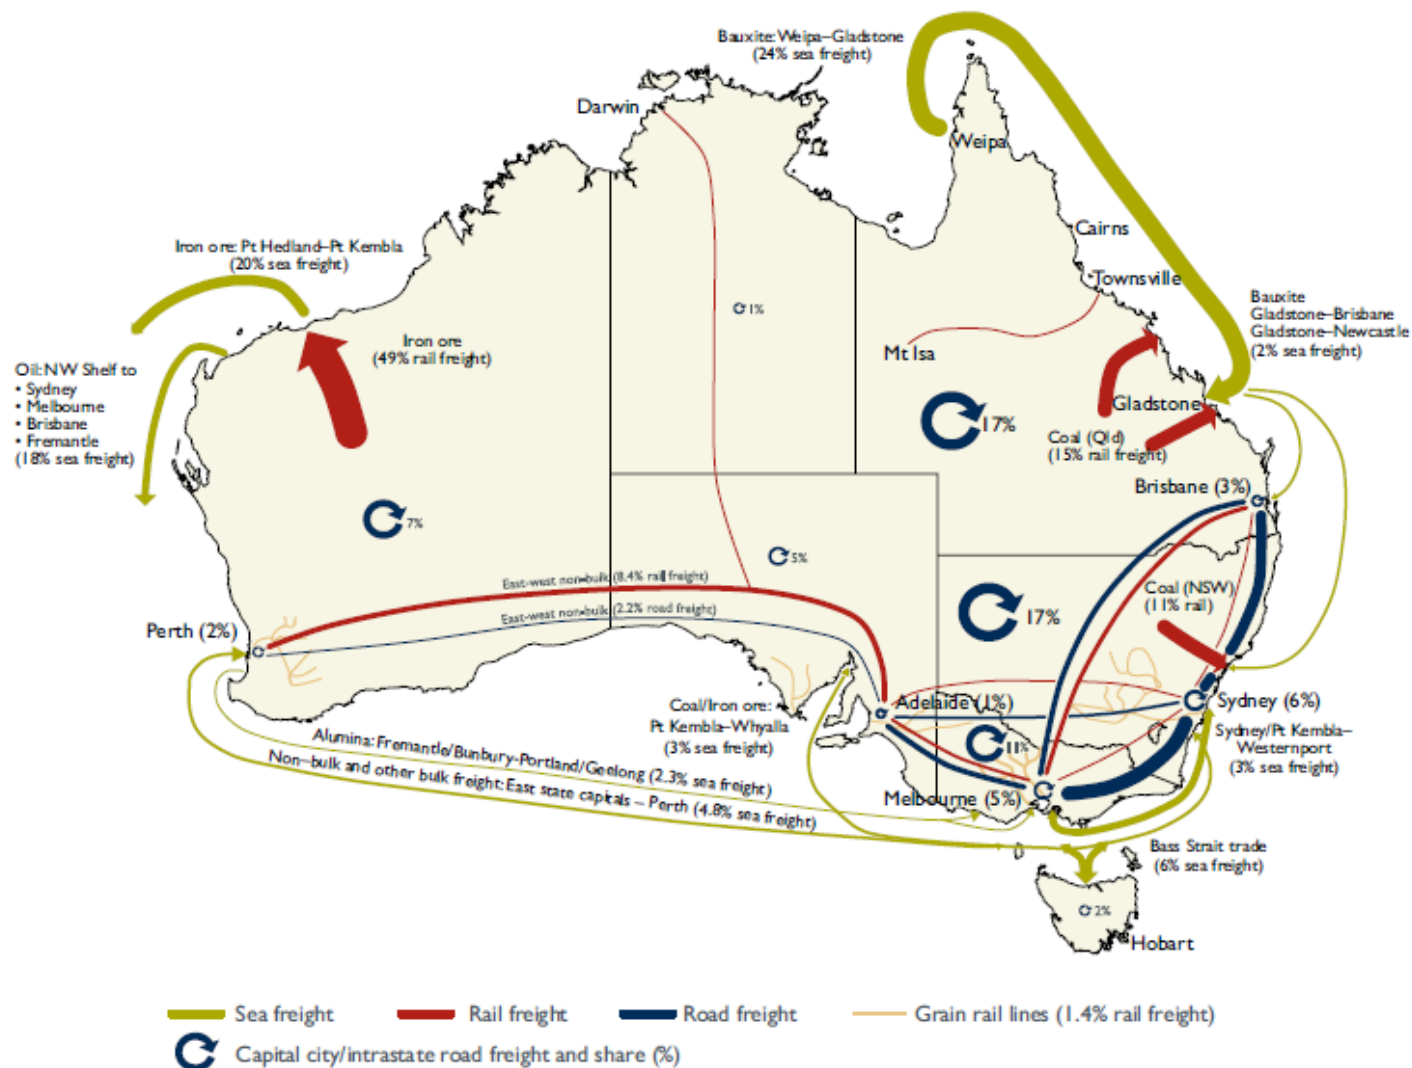 Bauxite: Weipa–Gladstone
(24% sea freight)
Darwin
Weipa
Cairns
Townsville
Iron ore: Pt Hedland–Pt Kembla
(20% sea freight)
Bauxite
Gladstone–Brisbane
Gladstone–Newcastle
(2% sea freight)
1%
Iron ore
(49% rail freight)
Mt Isa
Oil: NW Shelf to
• Sydney
• Melbourne
• Brisbane
• Fremantle
(18% sea freight)
Gladstone
17%
Coal (Qld)
(15% rail freight)
Brisbane (3%)
7%
5%
East-west non-bulk (8.4% rail freight)
East-west non-bulk (2.2% road freight)
Coal (NSW)
(11% rail)
17%
Perth (2%)
Adelaide (1%)
Sydney (6%)
Coal/Iron ore:
Pt Kembla–Whyalla
(3% sea freight)
Sydney/Pt Kembla–
Westernport
(3% sea freight)
11%
Alumina: Fremantle/Bunbury-Portland/Geelong (2.3% sea freight)
Non–bulk and other bulk freight: East state capitals – Perth (4.8% sea freight)
Melbourne (5%)
Bass Strait trade
(6% sea freight)
2%
Hobart
Sea freight
Rail freight
Road freight
Grain rail lines (1.4% rail freight)
Capital city/intrastate road freight and share (%)